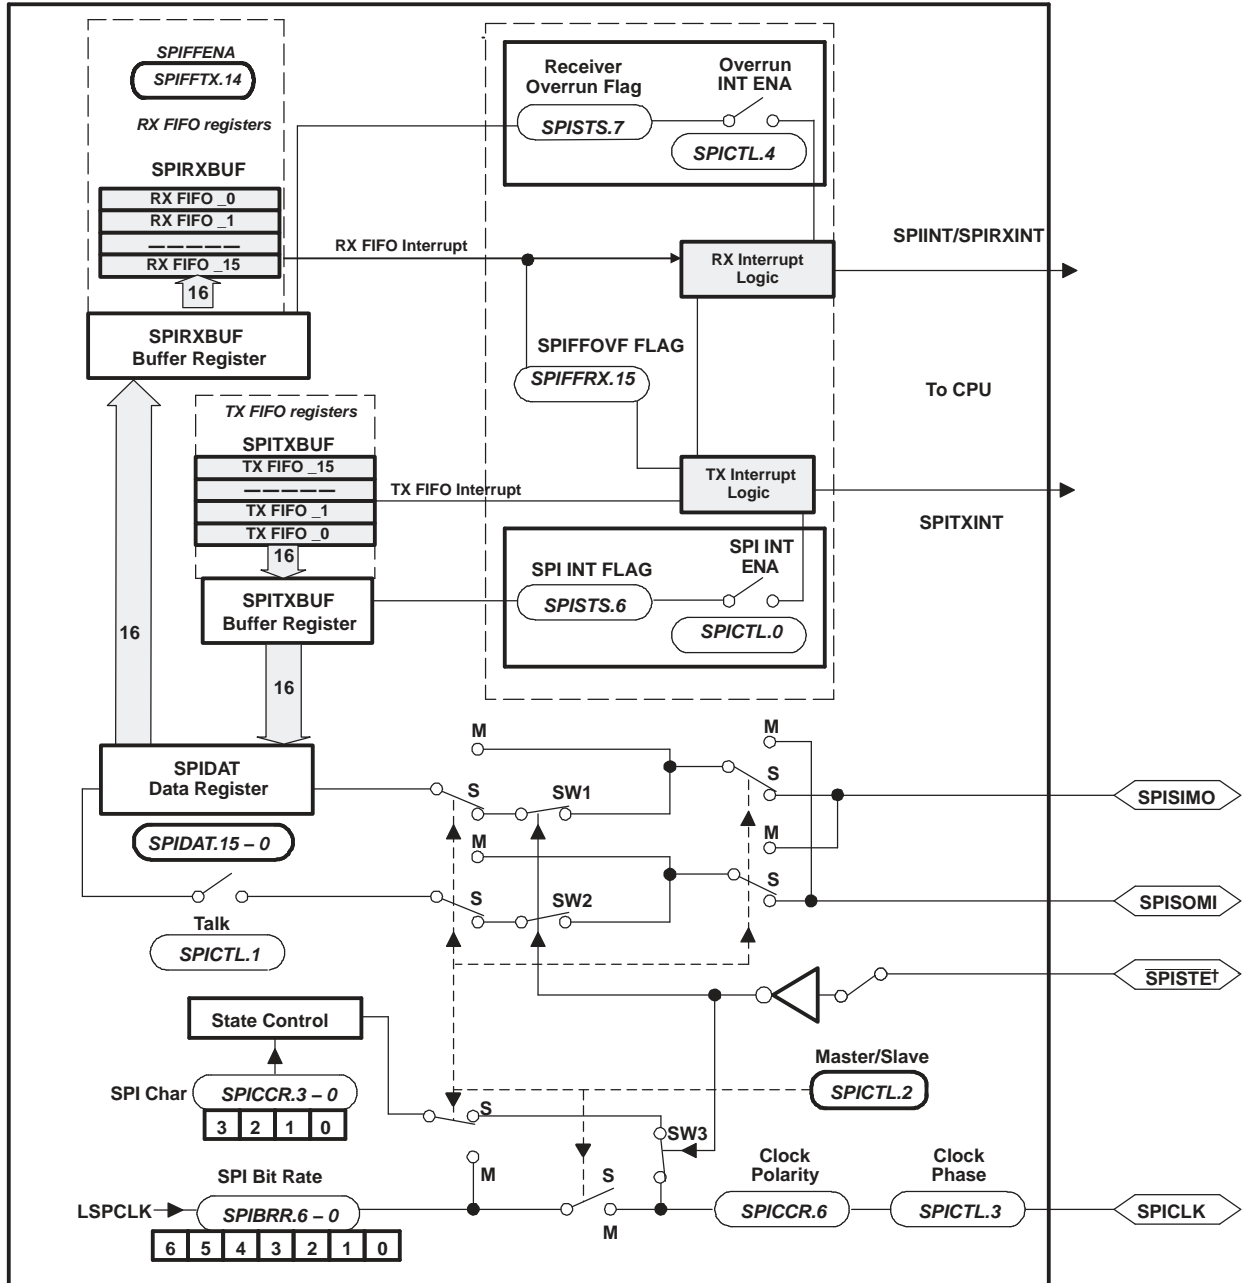 SPIFFENA
SPIFFTX.14
RX FIFO registers
SPIRXBUF
RX FIFO _0
RX FIFO _1
— — — — —
RX FIFO _15
16
SPIRXBUF
Buffer Register
Receiver
Overrun Flag
SPISTS.7
Overrun
INT ENA
SPICTL.4
RX FIFO Interrupt
RX Interrupt
Logic
SPIINT/SPIRXINT
SPIFFOVF FLAG
SPIFFRX.15
To CPU
TX FIFO registers
SPITXBUF
TX FIFO _15
— — — — —
TX FIFO _1
TX FIFO _0
16
SPITXBUF
Buffer Register
TX FIFO Interrupt
TX Interrupt
Logic
SPITXINT
SPI INT FLAG
SPISTS.6
SPI INT
ENA
SPICTL.0
16
16
SPIDAT
Data Register
SPIDAT.15 – 0
M
S
SW1
M
S
SPISIMO
M
S
SW2
M
S
SPISOMI
Talk
SPICTL.1
SPISTE†
State Control
SPI Char
SPICCR.3 – 0
3 2 1 0
Master/Slave
SPICTL.2
S
M
SW3
S
M
SPI Bit Rate
LSPCLK
SPIBRR.6 – 0
6 5 4 3 2 1 0
Clock
Polarity
SPICCR.6
Clock
Phase
SPICTL.3
SPICLK